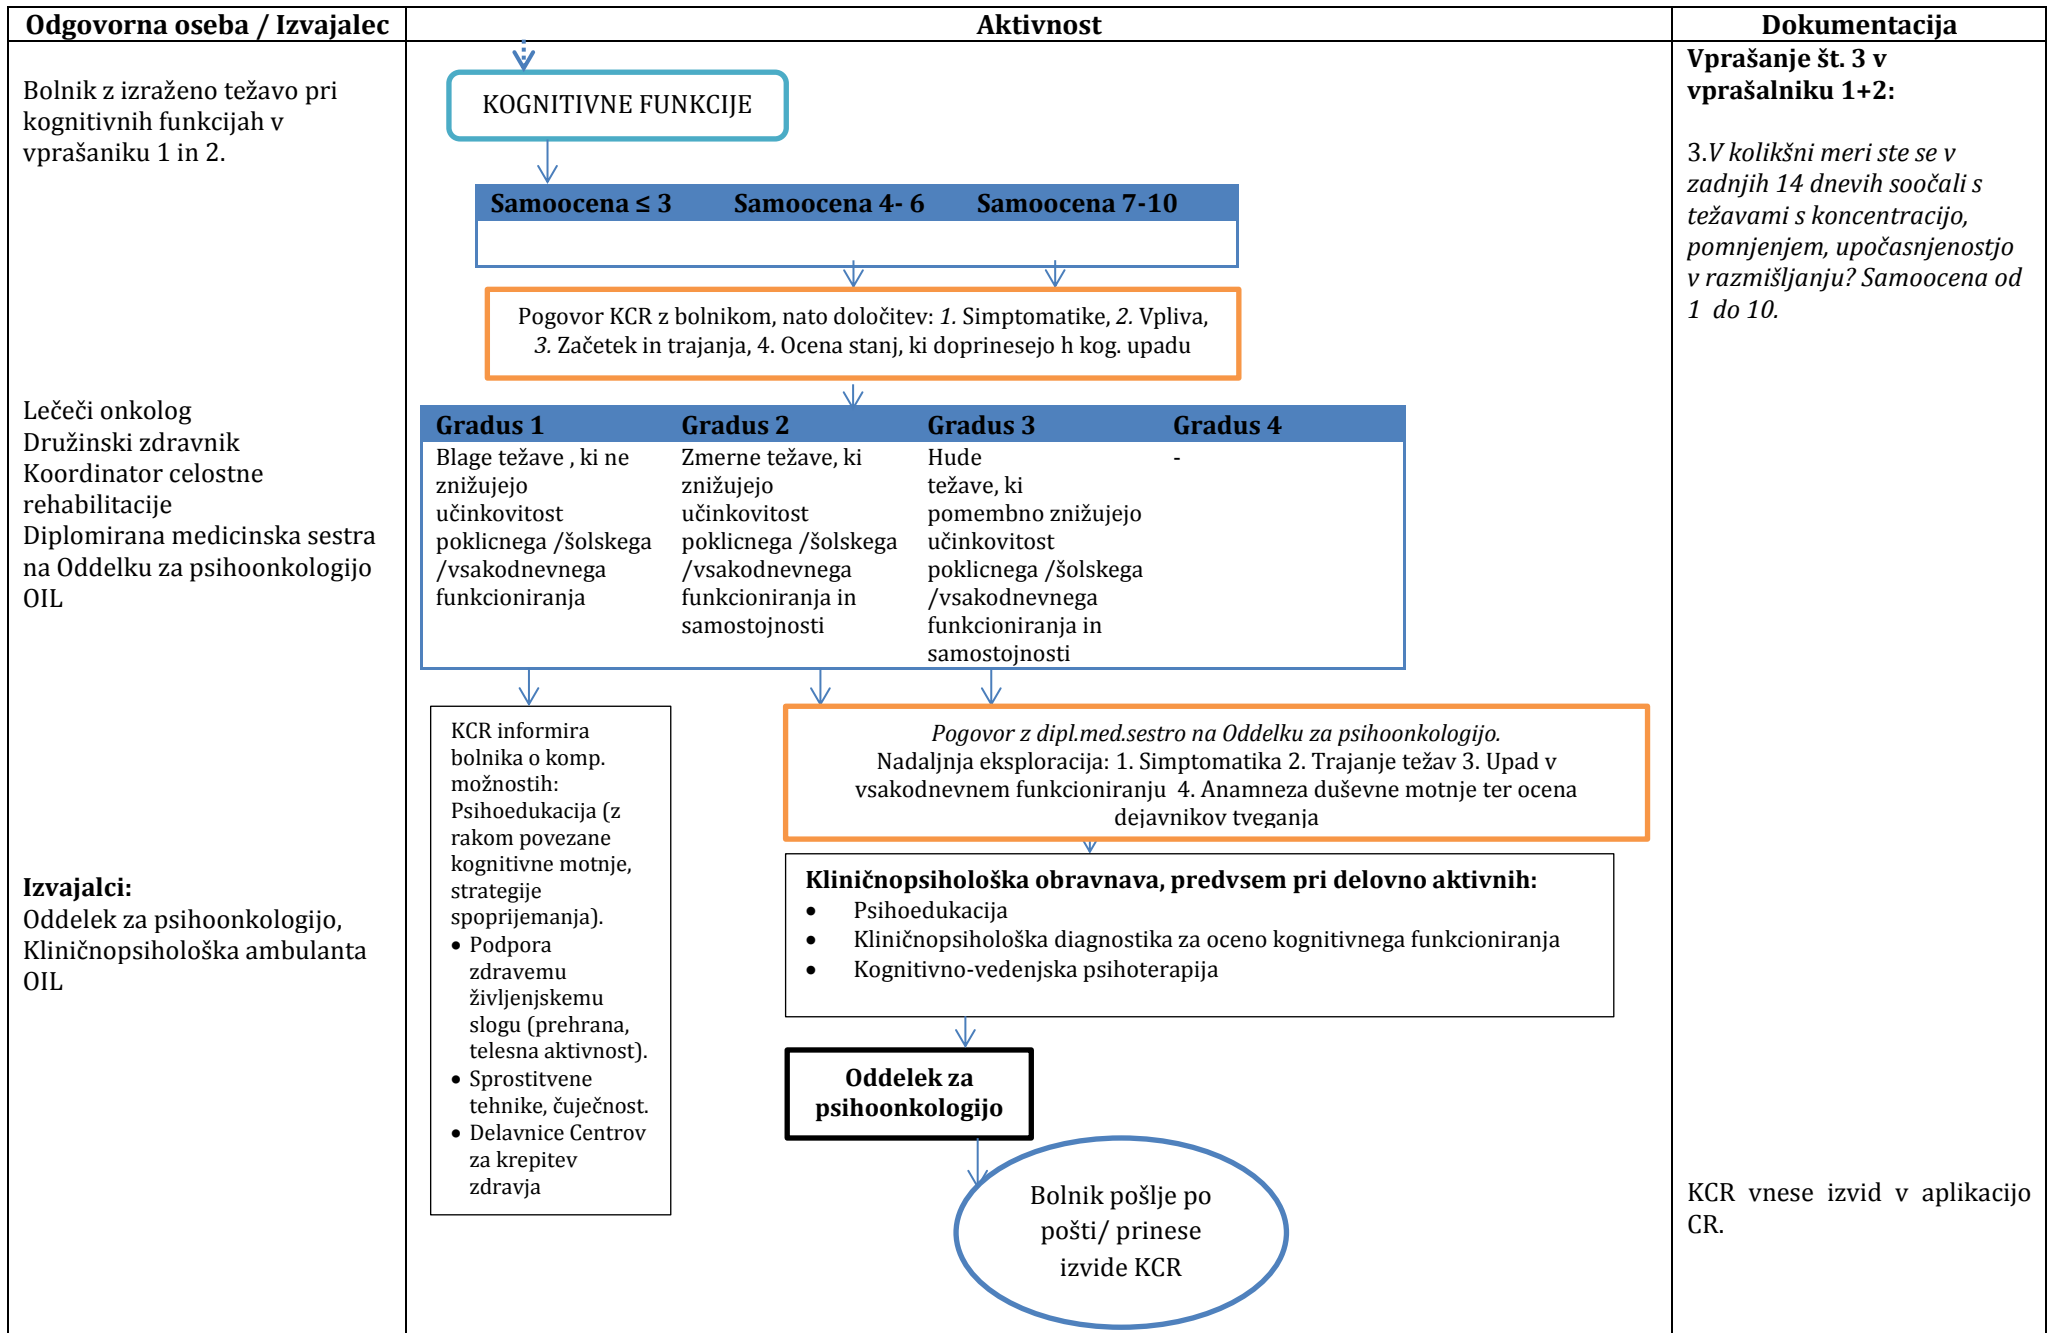 Odgovorna oseba / Izvajalec
Aktivnost
Dokumentacija
Bolnik z izraženo težavo pri
kognitivnih funkcijah v
vprašaniku 1 in 2.
Lečeči onkolog
Družinski zdravnik
Koordinator celostne
rehabilitacije
Diplomirana medicinska sestra
na Oddelku za psihoonkologijo
OIL
Izvajalci:
Oddelek za psihoonkologijo,
Kliničnopsihološka ambulanta
OIL
KOGNITIVNE FUNKCIJE
Samoocena ≤ 3
Samoocena 4- 6
Samoocena 7-10
Pogovor KCR z bolnikom, nato določitev: 1. Simptomatike, 2. Vpliva,
3. Začetek in trajanja, 4. Ocena stanj, ki doprinesejo h kog. upadu
Gradus 1
Blage težave , ki ne
znižujejo
učinkovitost
poklicnega /šolskega
/vsakodnevnega
funkcioniranja
Gradus 2
Zmerne težave, ki
znižujejo
učinkovitost
poklicnega /šolskega
/vsakodnevnega
funkcioniranja in
samostojnosti
Gradus 3
Hude
težave, ki
pomembno znižujejo
učinkovitost
poklicnega /šolskega
/vsakodnevnega
funkcioniranja in
samostojnosti
Gradus 4
-
KCR informira
bolnika o komp.
možnostih:
Psihoedukacija (z
rakom povezane
kognitivne motnje,
strategije
spoprijemanja).
• Podpora
zdravemu
življenjskemu
slogu (prehrana,
telesna aktivnost).
• Sprostitvene
tehnike, čuječnost.
• Delavnice Centrov
za krepitev
zdravja
Pogovor z dipl.med.sestro na Oddelku za psihoonkologijo.
Nadaljnja eksploracija: 1. Simptomatika 2. Trajanje težav 3. Upad v
vsakodnevnem funkcioniranju 4. Anamneza duševne motnje ter ocena
dejavnikov tveganja
Kliničnopsihološka obravnava, predvsem pri delovno aktivnih:
• Psihoedukacija
• Kliničnopsihološka diagnostika za oceno kognitivnega funkcioniranja
• Kognitivno-vedenjska psihoterapija
Oddelek za
psihoonkologijo
Bolnik pošlje po
pošti/ prinese
izvide KCR
Vprašanje št. 3 v
vprašalniku 1+2:
3.V kolikšni meri ste se v
zadnjih 14 dnevih soočali s
težavami s koncentracijo,
pomnjenjem, upočasnjenostjo
v razmišljanju? Samoocena od
1 do 10.
KCR vnese izvid v aplikacijo
CR.